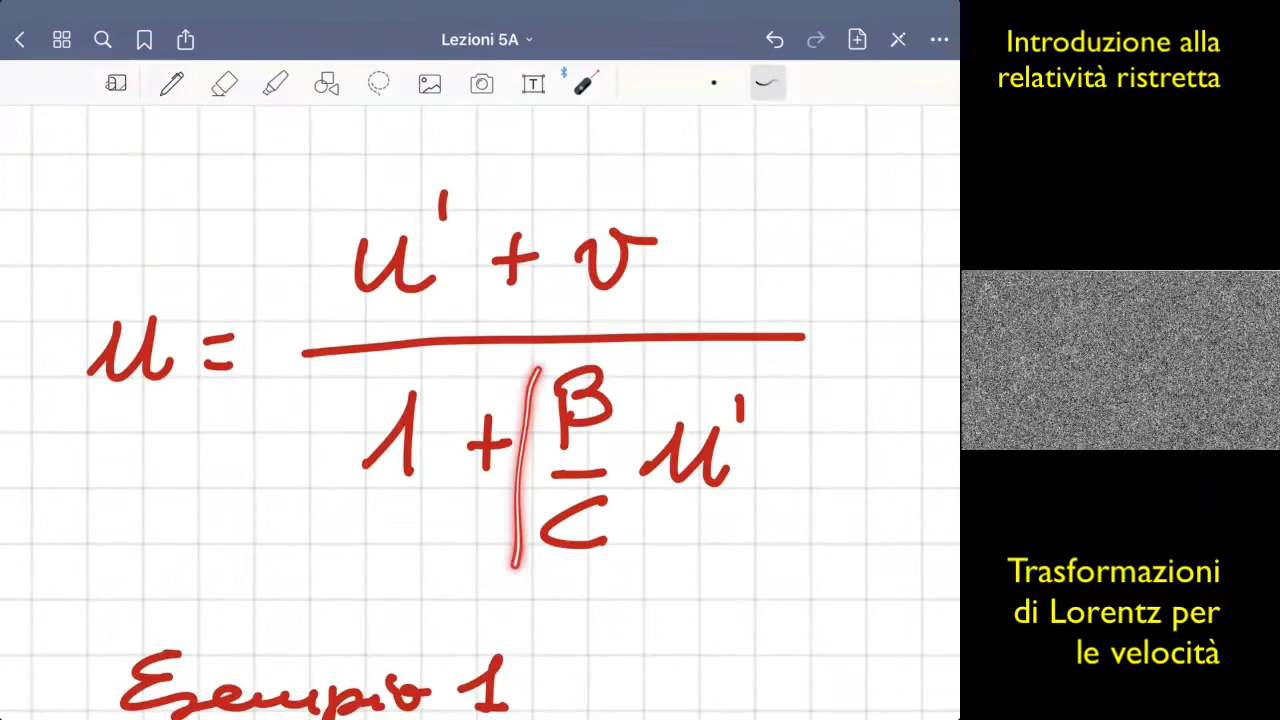 Lezioni 5A
T
u' + v
u =
1 + β/c u'
Esempio 1
Introduzione alla
relatività ristretta
Trasformazioni
di Lorentz per
le velocità